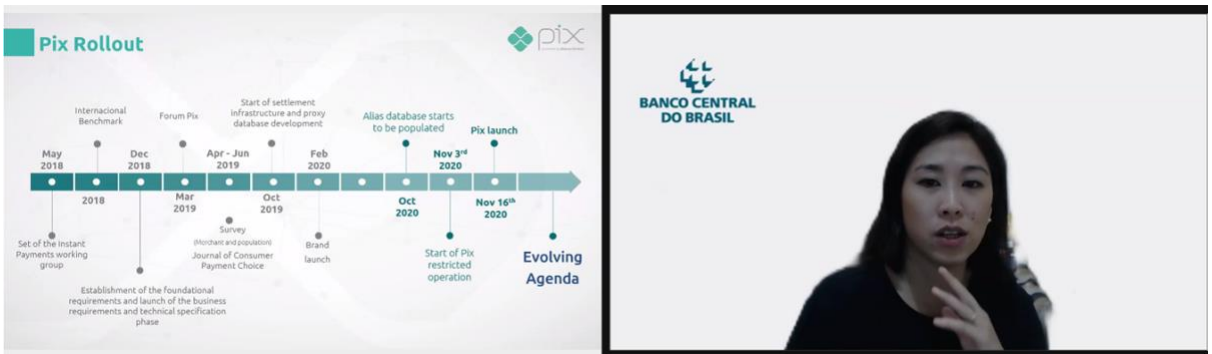 Pix Rollout
pix
Internacional
Benchmark
Forum Pix
Start of settlement
infrastructure and proxy
database development
Alias database starts
to be populated
Pix launch
May
2018
Dec
2018
Apr - Jun
2019
Feb
2020
Nov 3rd
2020
2018
Mar
2019
Oct
2019
Oct
2020
Nov 16th
2020
Set of the Instant
Payments working
group
Establishment of the foundational
requirements and launch of the business
requirements and technical specification
phase
Survey
(Merchant and population)
Journal of Consumer
Payment Choice
Brand
launch
Start of Pix
restricted
operation
Evolving
Agenda
BANCO CENTRAL
DO BRASIL